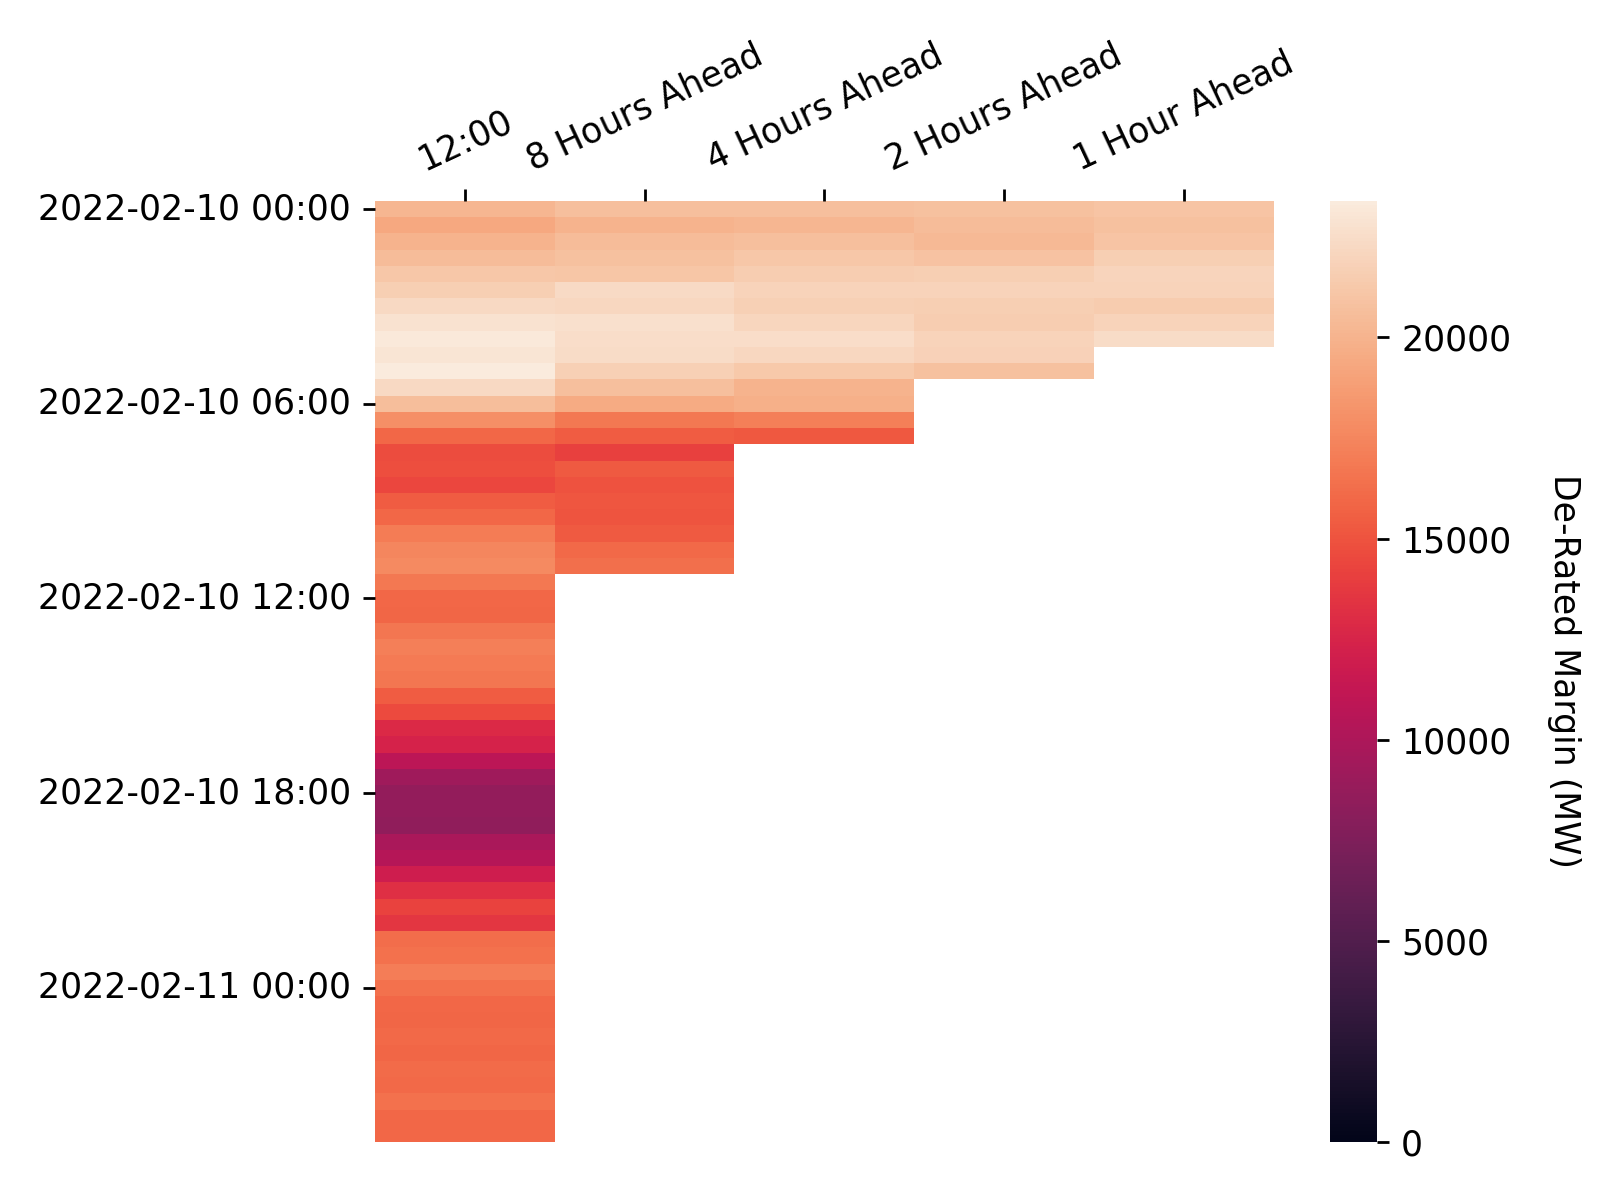 12:00
8 Hours Ahead
4 Hours Ahead
2 Hours Ahead
1 Hour Ahead
2022-02-10 00:00
2022-02-10 06:00
2022-02-10 12:00
2022-02-10 18:00
2022-02-11 00:00
20000
15000
10000
5000
0
De-Rated Margin (MW)